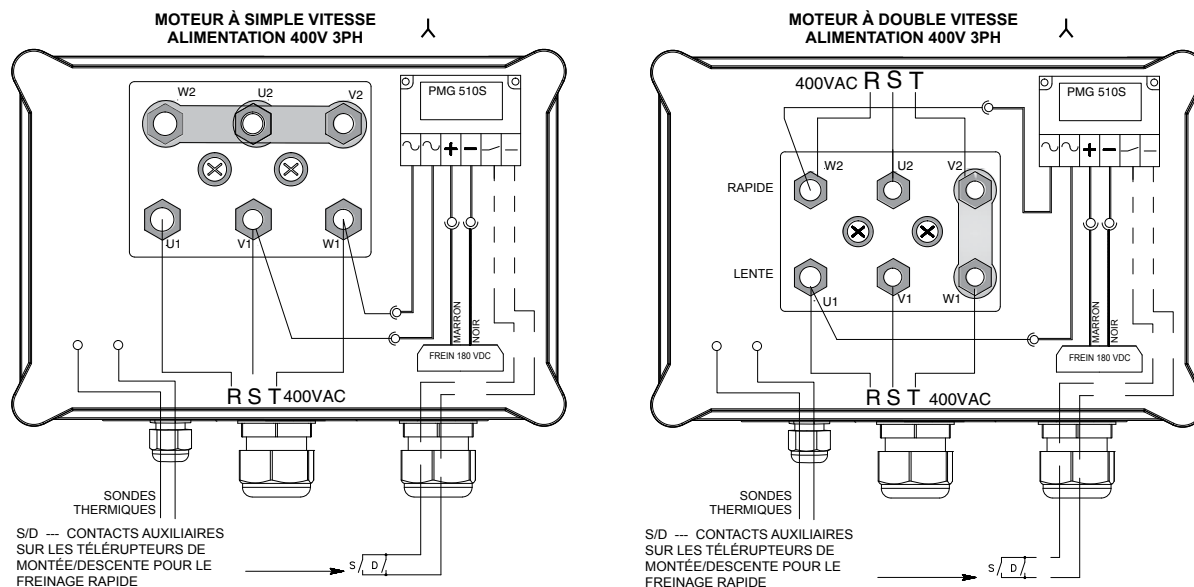 MOTEUR À SIMPLE VITESSE
ALIMENTATION 400V 3PH
W2
U2
V2
PMG 510S
+ −
U1
V1
W1
MARRON
NOIR
FREIN 180 VDC
R S T 400VAC
SONDES
THERMIQUES
S/D --- CONTACTS AUXILIAIRES
SUR LES TÉLÉRUPTEURS DE
MONTÉE/DESCENTE POUR LE
FREINAGE RAPIDE
S
D
MOTEUR À DOUBLE VITESSE
ALIMENTATION 400V 3PH
400VAC R S T
PMG 510S
+ −
W2
U2
V2
RAPIDE
LENTE
U1
V1
W1
MARRON
NOIR
FREIN 180 VDC
R S T 400VAC
SONDES
THERMIQUES
S/D --- CONTACTS AUXILIAIRES
SUR LES TÉLÉRUPTEURS DE
MONTÉE/DESCENTE POUR LE
FREINAGE RAPIDE
S
D